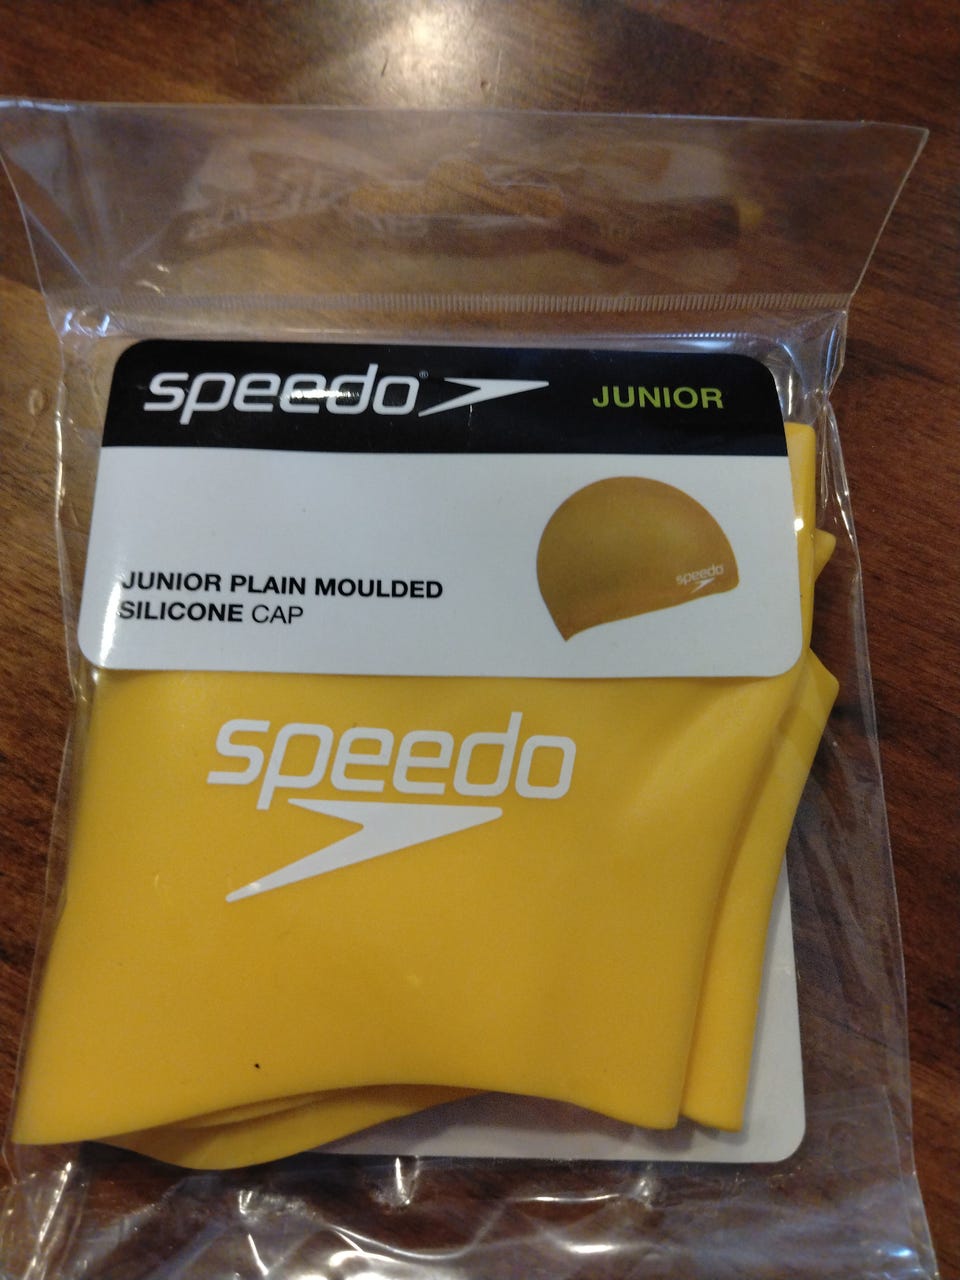 speedo®
JUNIOR
JUNIOR PLAIN MOULDED
SILICONE CAP
speedo
speedo